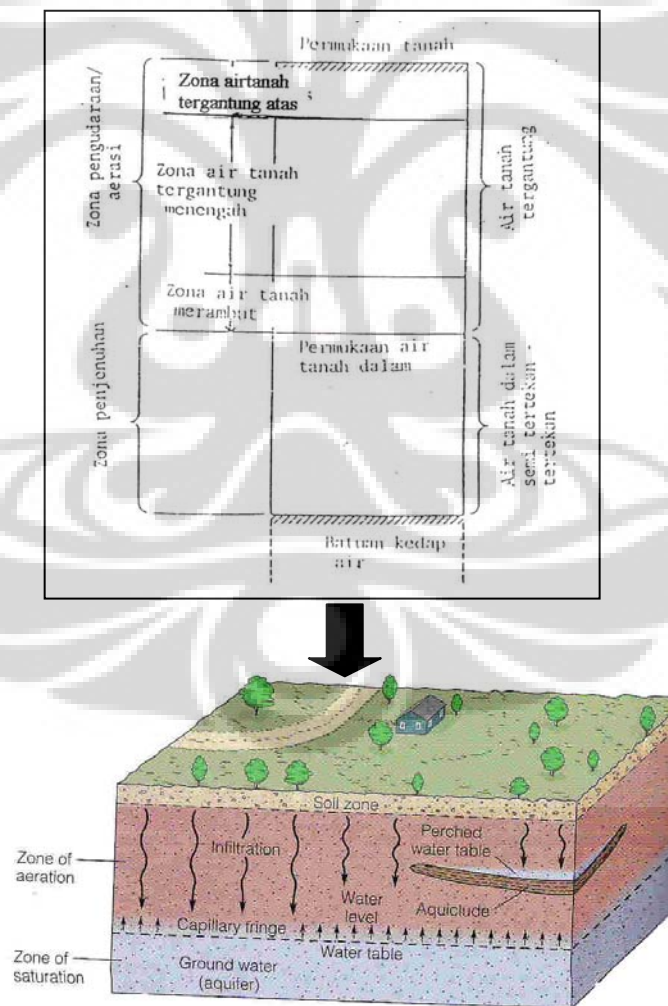 Permukaan tanah
Zona pengudaraan/
aerasi
Zona airtanah
tergantung atas
Zona air tanah
tergantung
menengah
Air tanah
tergantung
Zona air tanah
merambut
Zona penjenuhan
Permukaan air
tanah dalam
Air tanah dalam
semi tertekan -
tertekan
Batuan kedap
air
Soil zone
Infiltration
Perched
water table
Zone of
aeration
Water
level
Aquiclude
Capillary fringe
Water table
Zone of
saturation
Ground water
(aquifer)